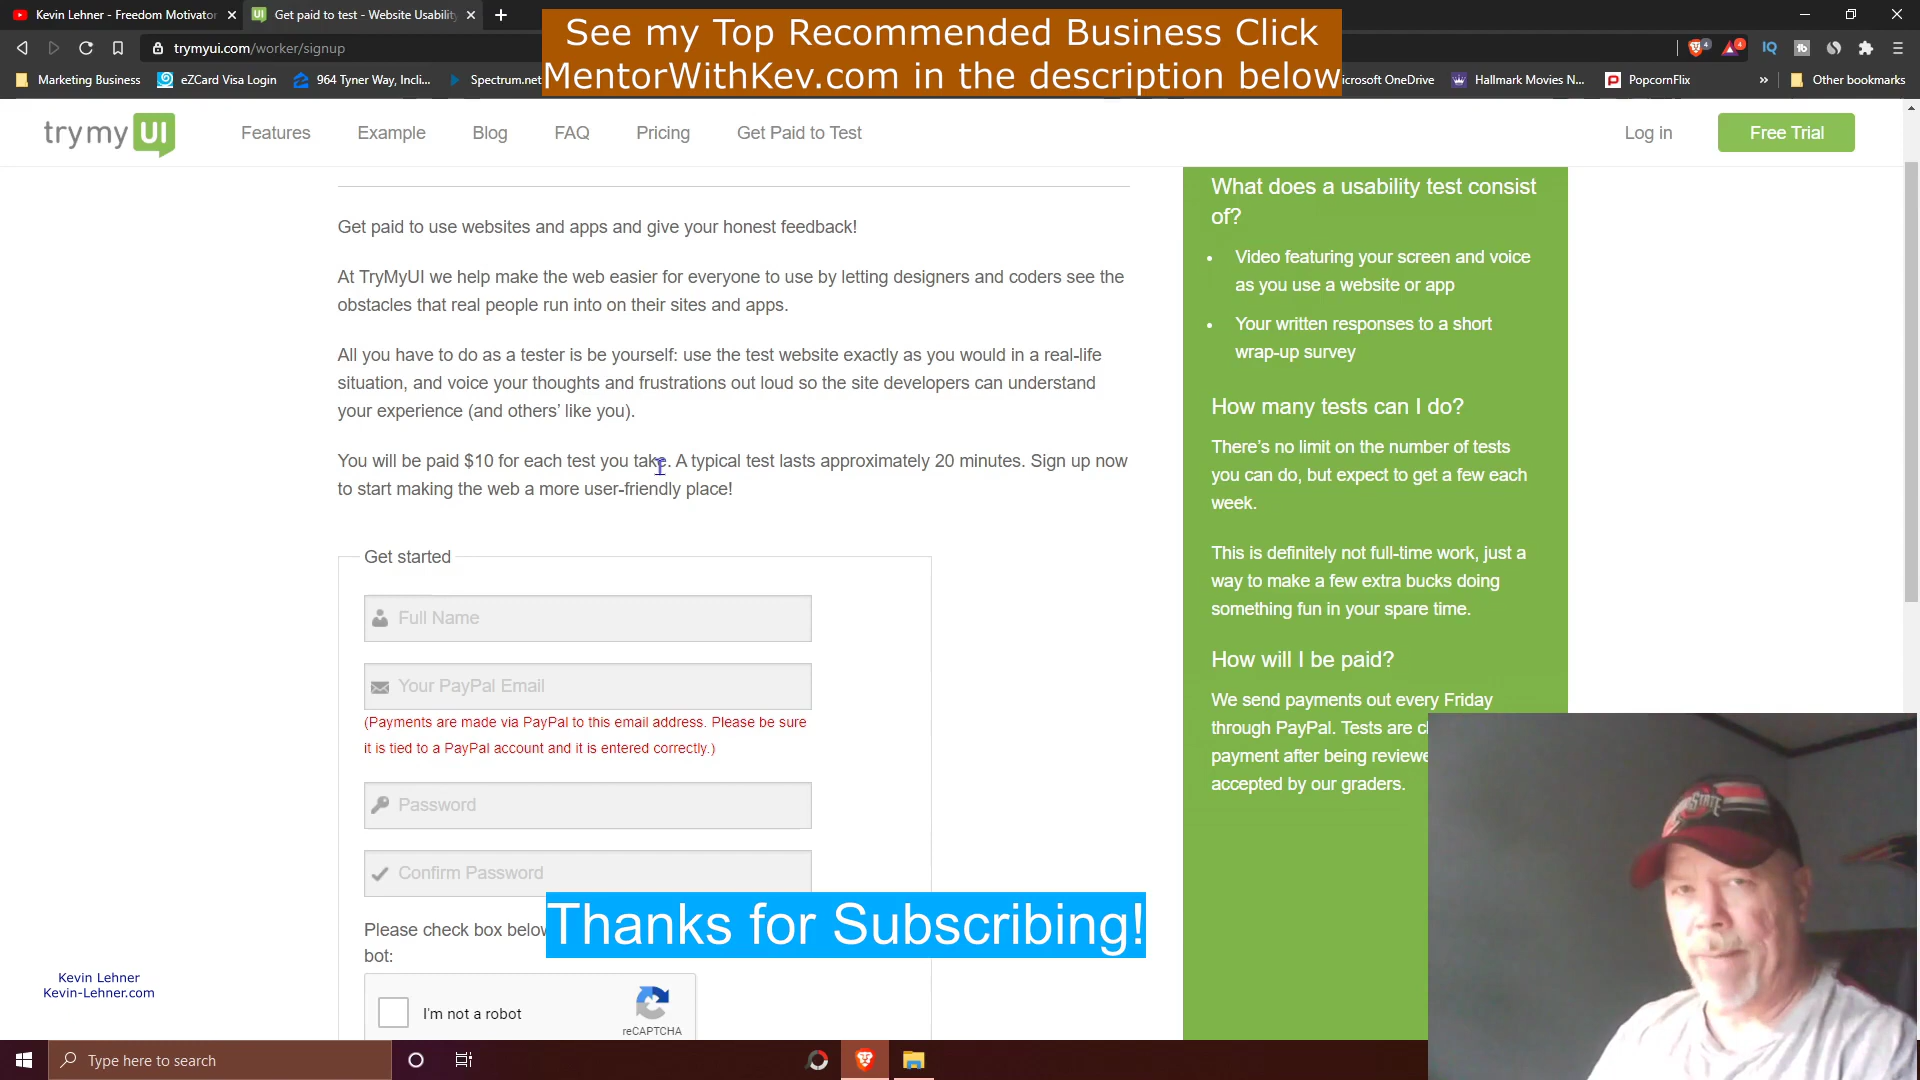 Kevin Lehner - Freedom Motivator
Get paid to test - Website Usability
trymyui.com/worker/signup
See my Top Recommended Business Click
MentorWithKev.com in the description below
Marketing Business
eZCard Visa Login
964 Tyner Way, Incli...
Spectrum.net
icrosoft OneDrive
Hallmark Movies N...
PopcornFlix
Other bookmarks
trymyUI
Features
Example
Blog
FAQ
Pricing
Get Paid to Test
Log in
Free Trial
Get paid to use websites and apps and give your honest feedback!
At TryMyUI we help make the web easier for everyone to use by letting designers and coders see the
obstacles that real people run into on their sites and apps.
All you have to do as a tester is be yourself: use the test website exactly as you would in a real-life
situation, and voice your thoughts and frustrations out loud so the site developers can understand
your experience (and others' like you).
You will be paid $10 for each test you take. A typical test lasts approximately 20 minutes. Sign up now
to start making the web a more user-friendly place!
Get started
Full Name
Your PayPal Email
(Payments are made via PayPal to this email address. Please be sure
it is tied to a PayPal account and it is entered correctly.)
Password
Confirm Password
Please check box below
bot:
I'm not a robot
reCAPTCHA
What does a usability test consist
of?
Video featuring your screen and voice
as you use a website or app
Your written responses to a short
wrap-up survey
How many tests can I do?
There's no limit on the number of tests
you can do, but expect to get a few each
week.
This is definitely not full-time work, just a
way to make a few extra bucks doing
something fun in your spare time.
How will I be paid?
We send payments out every Friday
through PayPal. Tests are
payment after being reviewe
accepted by our graders.
Thanks for Subscribing!
Kevin Lehner
Kevin-Lehner.com
Type here to search